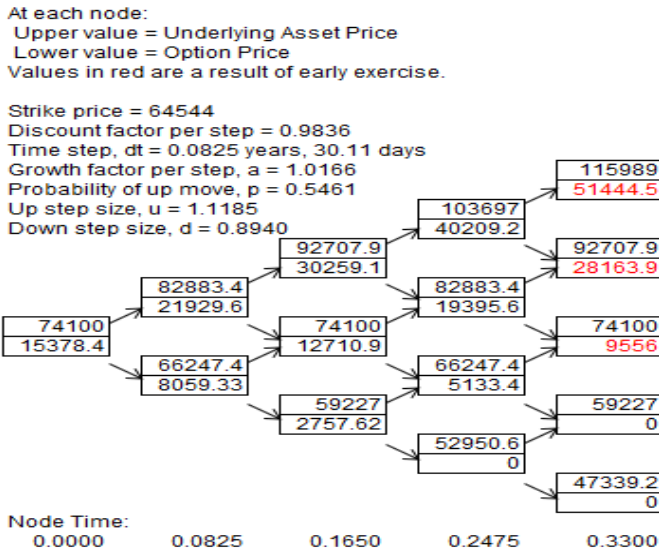 At each node:
Upper value = Underlying Asset Price
Lower value = Option Price
Values in red are a result of early exercise.
Strike price = 64544
Discount factor per step = 0.9836
Time step, dt = 0.0825 years, 30.11 days
Growth factor per step, a = 1.0166
Probability of up move, p = 0.5461
Up step size, u = 1.1185
Down step size, d = 0.8940
74100
15378.4
82883.4
21929.6
66247.4
8059.33
92707.9
30259.1
74100
12710.9
59227
2757.62
103697
40209.2
82883.4
19395.6
66247.4
5133.4
52950.6
0
115989
51444.5
92707.9
28163.9
74100
9556
59227
0
47339.2
0
Node Time:
0.0000 0.0825 0.1650 0.2475 0.3300